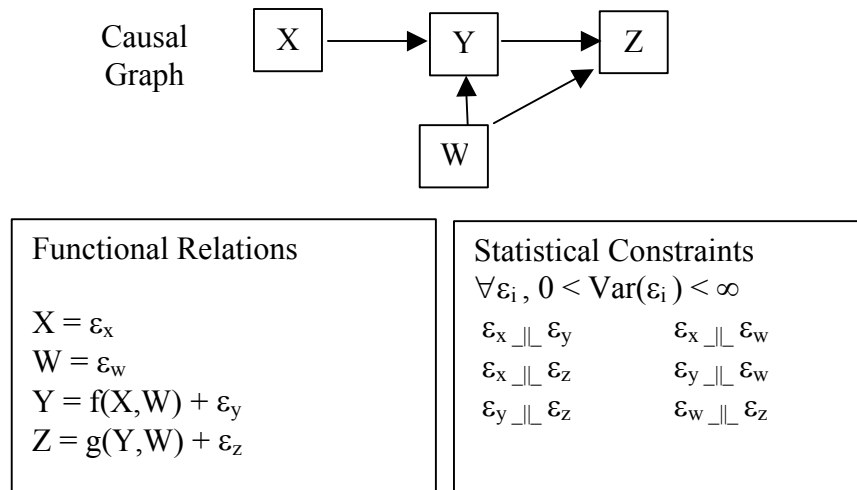 Causal
Graph
X
Y
Z
W
Functional Relations
X = εx
W = εw
Y = f(X,W) + εy
Z = g(Y,W) + εz
Statistical Constraints
∀εi , 0 < Var(εi ) < ∞
εx _||_ εy εx _||_ εw
εx _||_ εz εy _||_ εw
εy _||_ εz εw _||_ εz